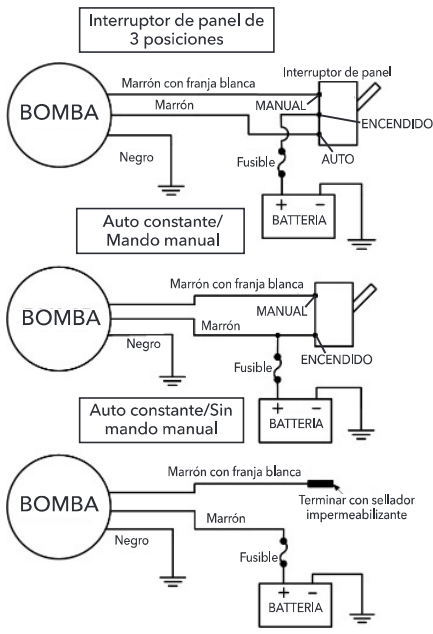 Interruptor de panel de
3 posiciones
Marrón con franja blanca
Interruptor de panel
BOMBA
Marrón
MANUAL
ENCENDIDO
Negro
Fusible
AUTO
+ −
BATTERIA
Auto constante/
Mando manual
Marrón con franja blanca
BOMBA
MANUAL
Marrón
Negro
ENCENDIDO
Fusible
+ −
BATTERIA
Auto constante/Sin
mando manual
Marrón con franja blanca
BOMBA
Terminar con sellador
impermeabilizante
Marrón
Negro
Fusible
+ −
BATTERIA